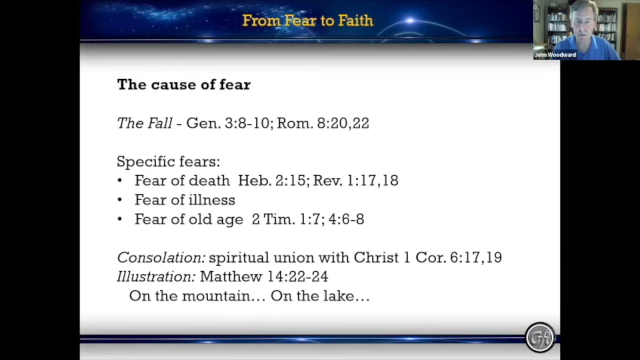 From Fear to Faith
John Woodward
The cause of fear
The Fall - Gen. 3:8-10; Rom. 8:20,22
Specific fears:
• Fear of death Heb. 2:15; Rev. 1:17,18
• Fear of illness
• Fear of old age 2 Tim. 1:7; 4:6-8
Consolation: spiritual union with Christ 1 Cor. 6:17,19
Illustration: Matthew 14:22-24
On the mountain... On the lake...